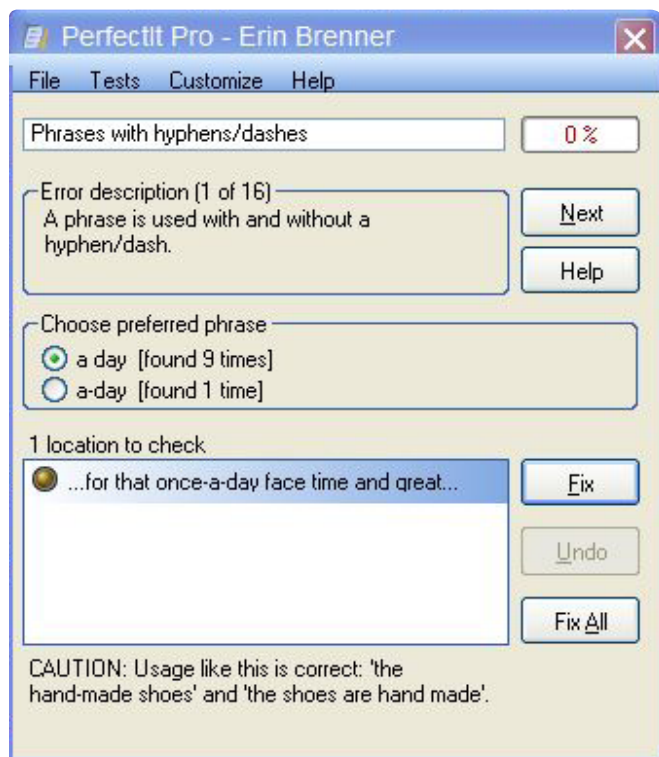 PerfectIt Pro - Erin Brenner
File Tests Customize Help
Phrases with hyphens/dashes
0 %
Error description (1 of 16)
A phrase is used with and without a
hyphen/dash.
Next
Help
Choose preferred phrase
a day [found 9 times]
a-day [found 1 time]
1 location to check
...for that once-a-day face time and great...
Fix
Undo
Fix All
CAUTION: Usage like this is correct: 'the
hand-made shoes' and 'the shoes are hand made'.